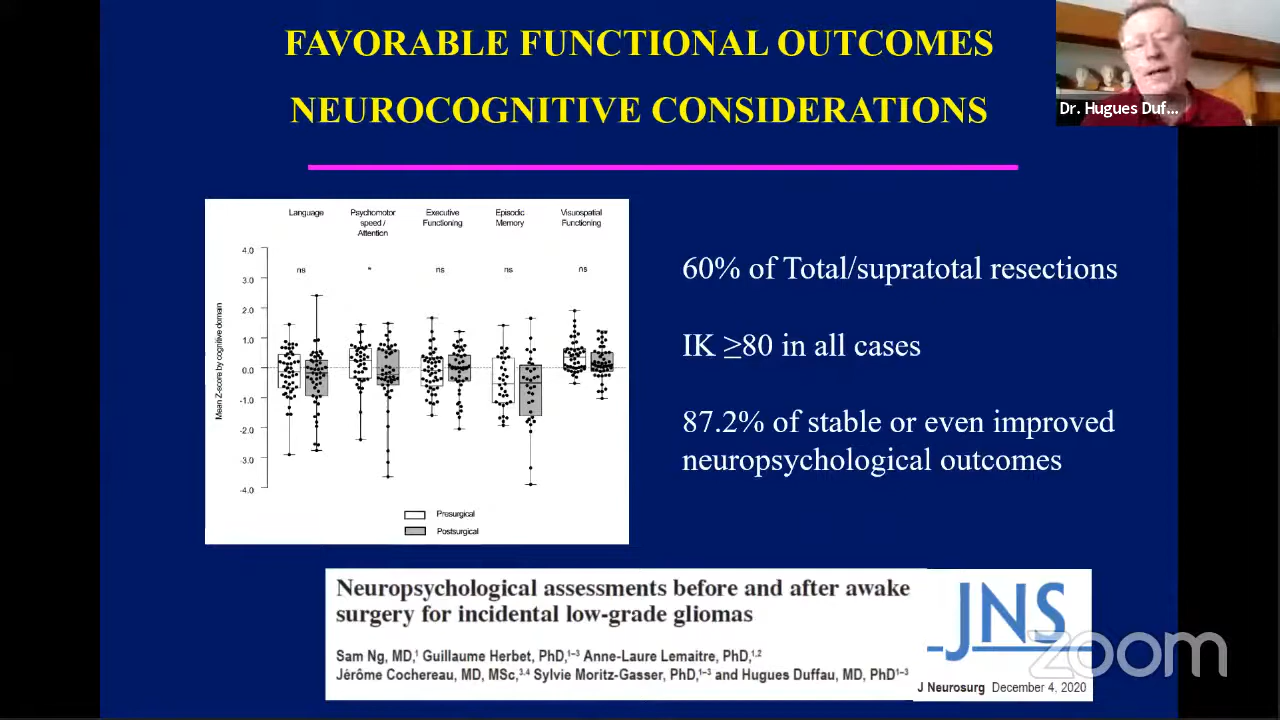 FAVORABLE FUNCTIONAL OUTCOMES
NEUROCOGNITIVE CONSIDERATIONS
Dr. Hugues Duf...
Language
Psychomotor
speed /
Attention
Executive
Functioning
Episodic
Memory
Visuospatial
Functioning
4.0
3.0
2.0
1.0
0.0
-1.0
-2.0
-3.0
-4.0
Mean Z-score by cognitive domain
ns
*
ns
ns
ns
Presurgical
Postsurgical
60% of Total/supratotal resections
IK ≥80 in all cases
87.2% of stable or even improved
neuropsychological outcomes
Neuropsychological assessments before and after awake
surgery for incidental low-grade gliomas
Sam Ng, MD,¹ Guillaume Herbet, PhD,¹⁻³ Anne-Laure Lemaitre, PhD,¹,²
Jérôme Cochereau, MD, MSc,³,⁴ Sylvie Moritz-Gasser, PhD,¹⁻³ and Hugues Duffau, MD, PhD¹⁻³
JNS
J Neurosurg December 4, 2020
zoom